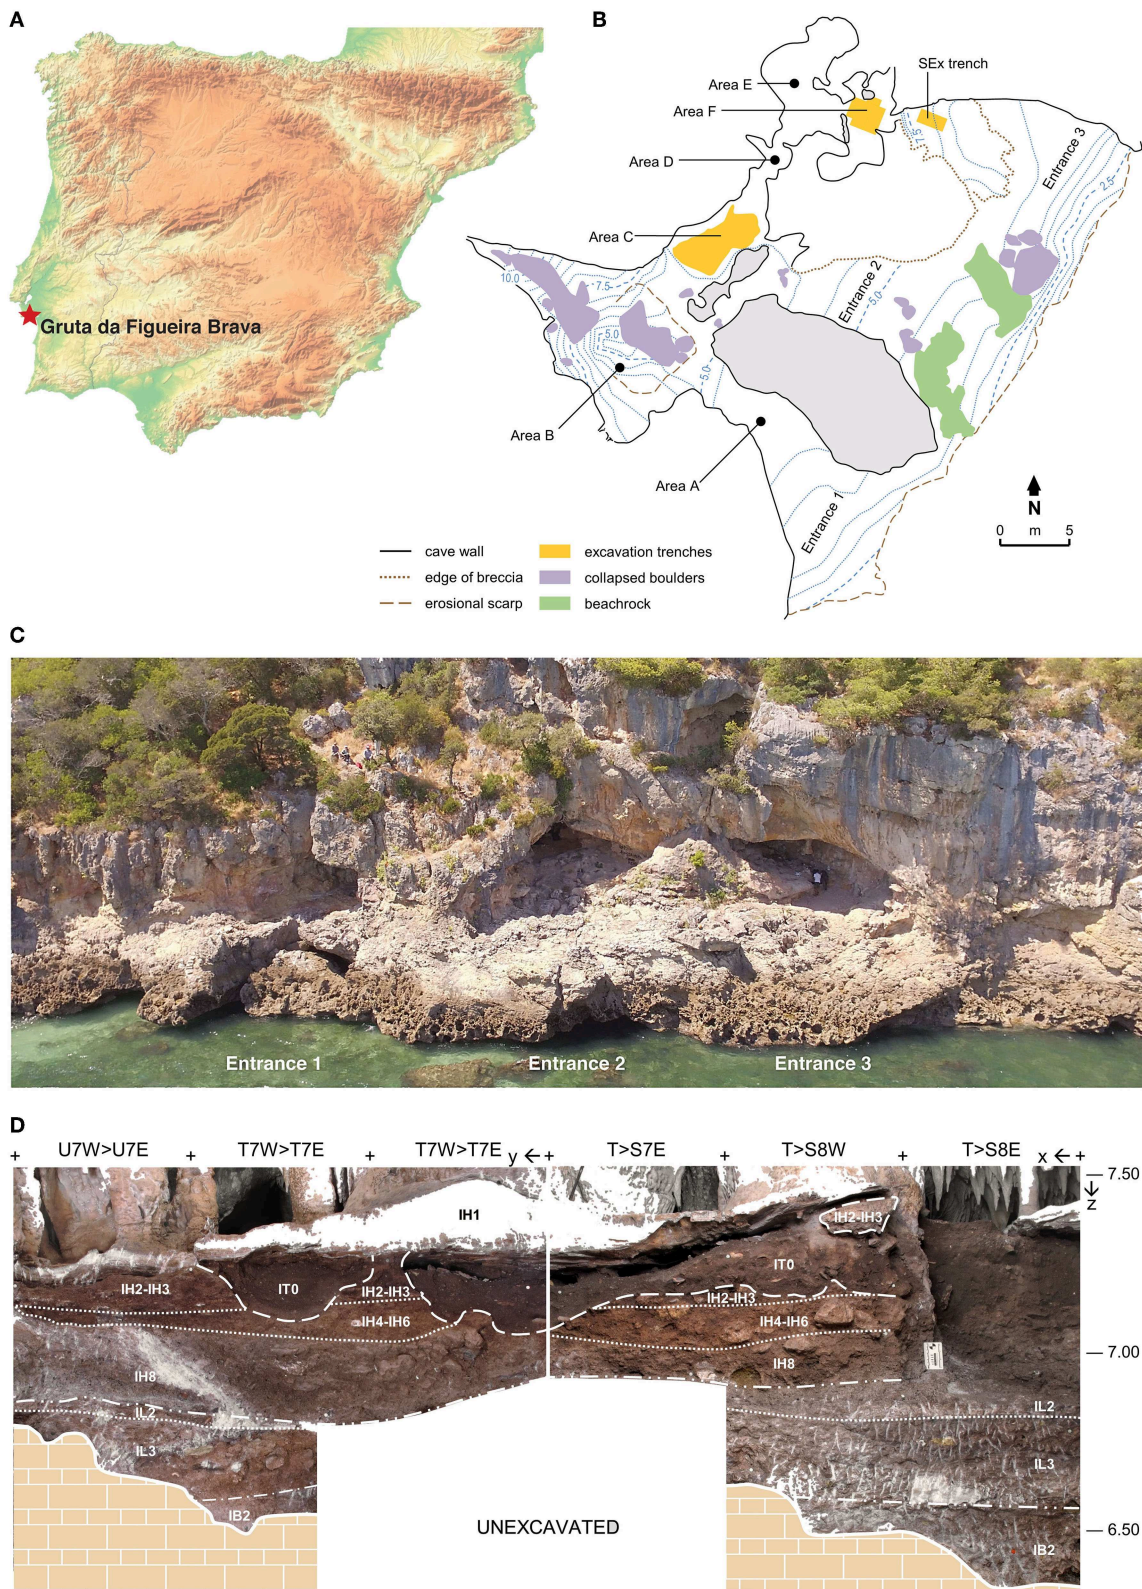 A
Gruta da Figueira Brava
B
Area E
Area F
SEx trench
Area D
Area C
Area B
Area A
Entrance 3
Entrance 2
Entrance 1
10.0
7.5
5.0
5.0
5.0
7.5
2.5
N
0 m 5
cave wall
edge of breccia
erosional scarp
excavation trenches
collapsed boulders
beachrock
C
Entrance 1
Entrance 2
Entrance 3
D
+ U7W>U7E + T7W>T7E + T7W>T7E y ← + T>S7E + T>S8W + T>S8E x ← +
7.50
z
IH1
IH2-IH3
IT0
IH2-IH3
IH4-IH6
IH8
IL2
IL3
IB2
IH2-IH3
IT0
IH2-IH3
IH4-IH6
IH8
7.00
IL2
IL3
6.50
IB2
UNEXCAVATED